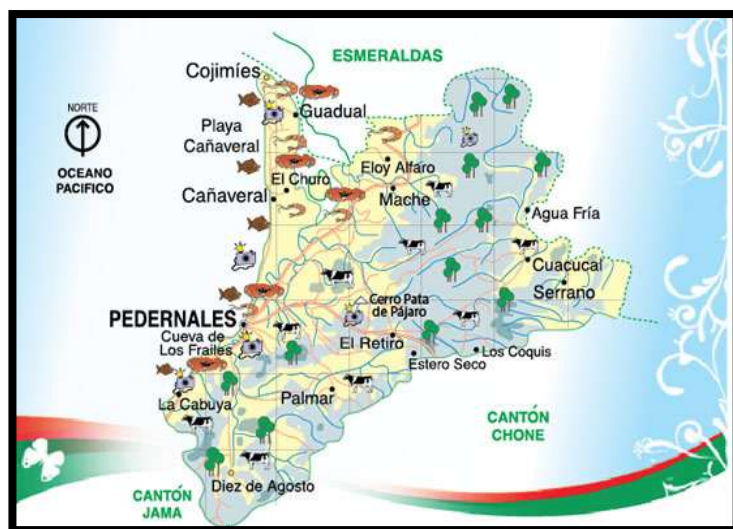 ESMERALDAS
Cojimíes
NORTE
Guadual
OCEANO
PACIFICO
Playa
Cañaveral
Eloy Alfaro
El Churo
Cañaveral
Mache
Agua Fría
Cuacucal
Serrano
Cerro Pata
de Pájaro
PEDERNALES
Cueva de
Los Frailes
El Retiro
Los Coquis
Estero Seco
La Cabuya
Palmar
CANTÓN
CHONE
Diez de Agosto
CANTÓN
JAMA